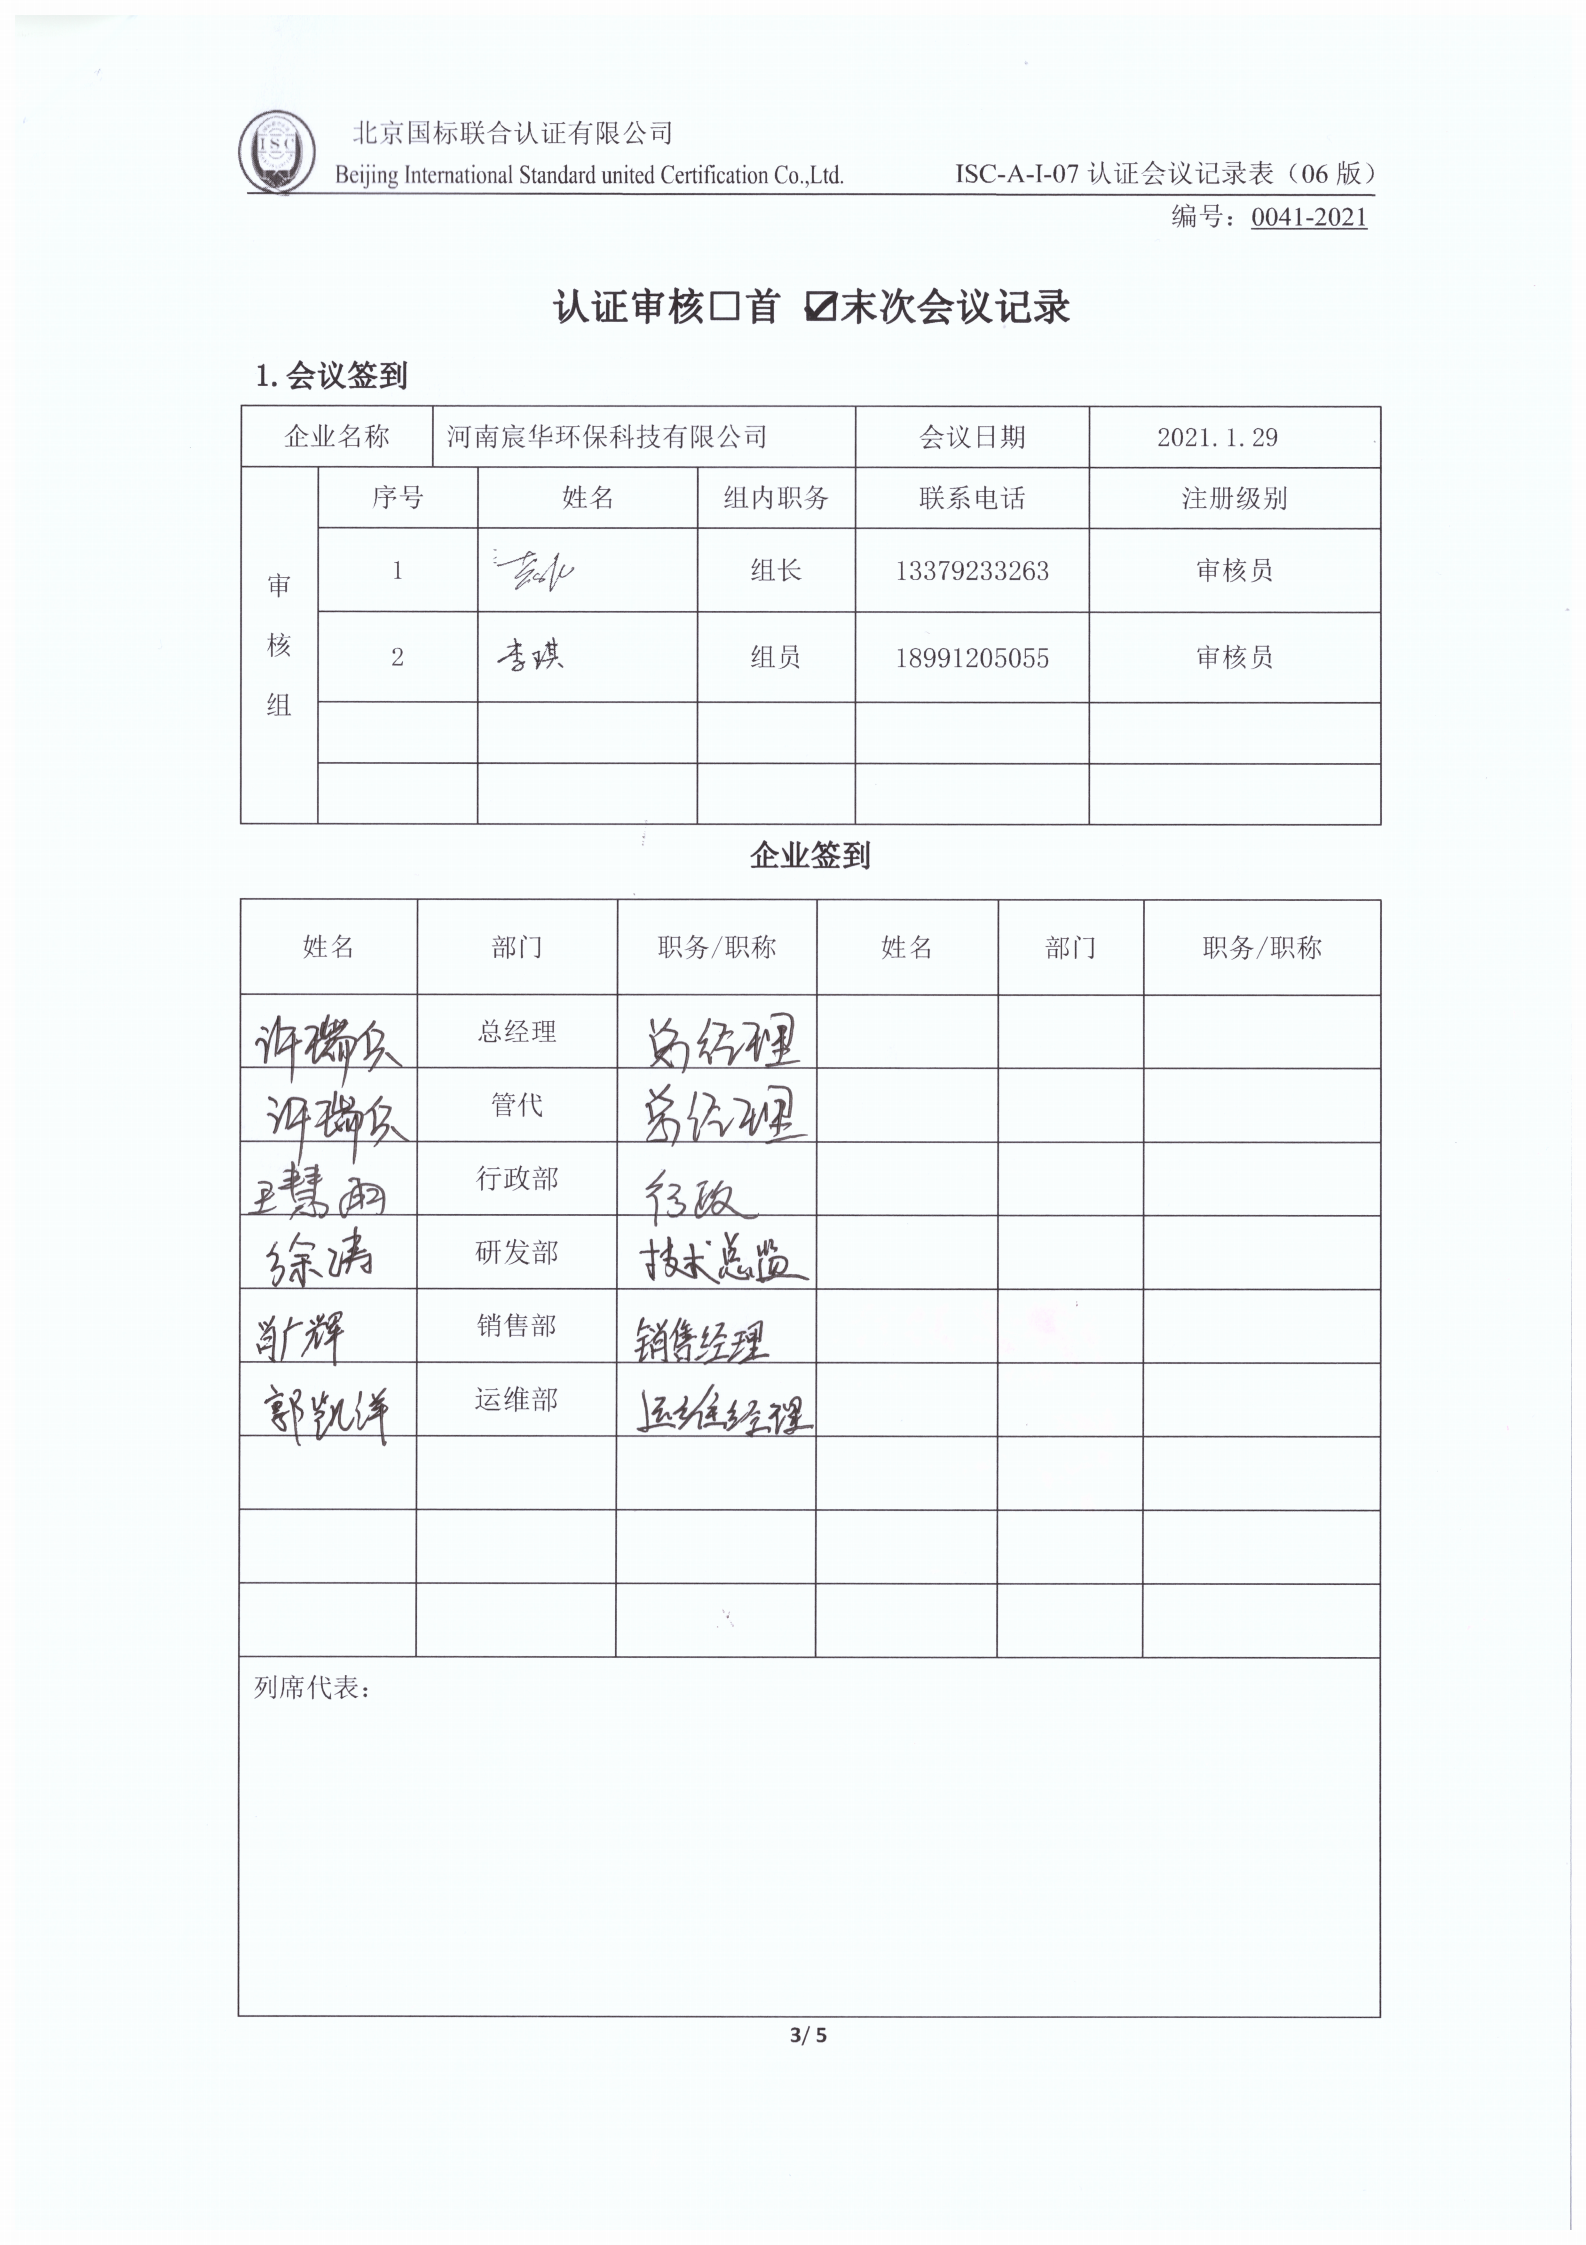 ISC
北京国标联合认证有限公司
Beijing International Standard united Certification Co.,Ltd. ISC-A-I-07 认证会议记录表（06 版）
编号：0041-2021
认证审核□首 ☑末次会议记录
1.会议签到
企业名称 河南宸华环保科技有限公司 会议日期 2021.1.29
审核组
序号 姓名 组内职务 联系电话 注册级别
1 组长 13379233263 审核员
2 李琪 组员 18991205055 审核员
企业签到
姓名 部门 职务/职称 姓名 部门 职务/职称
许瑞兵 总经理 总经理
许瑞兵 管代 总经理
王慧雨 行政部 行政
徐涛 研发部 技术总监
肖广辉 销售部 销售经理
郭凯洋 运维部 运维经理
列席代表：
3/ 5